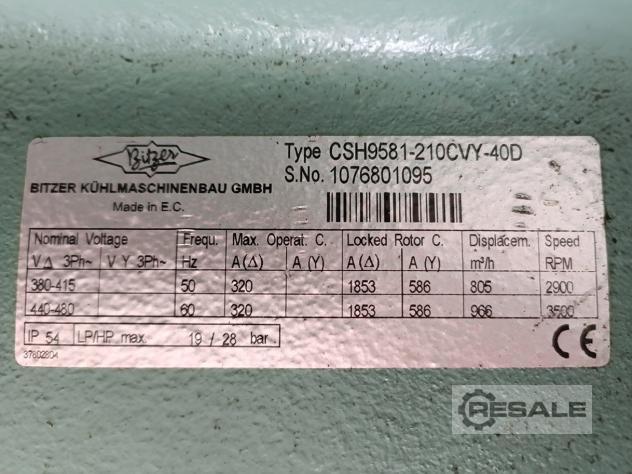 Bitzer
Type CSH9581-210CVY-40D
S.No. 1076801095
BITZER KÜHLMASCHINENBAU GMBH
Made in E.C.
Nominal Voltage Frequ. Max. Operat. C. Locked Rotor C. Displacem. Speed
V△ 3Ph~ V Y 3Ph~ Hz A(△) A(Y) A(△) A(Y) m³/h RPM
380-415 50 320 1853 586 805 2900
440-480 60 320 1853 586 966 3500
IP 54 LP/HP max. 19 / 28 bar
CE
37802804
RESALE